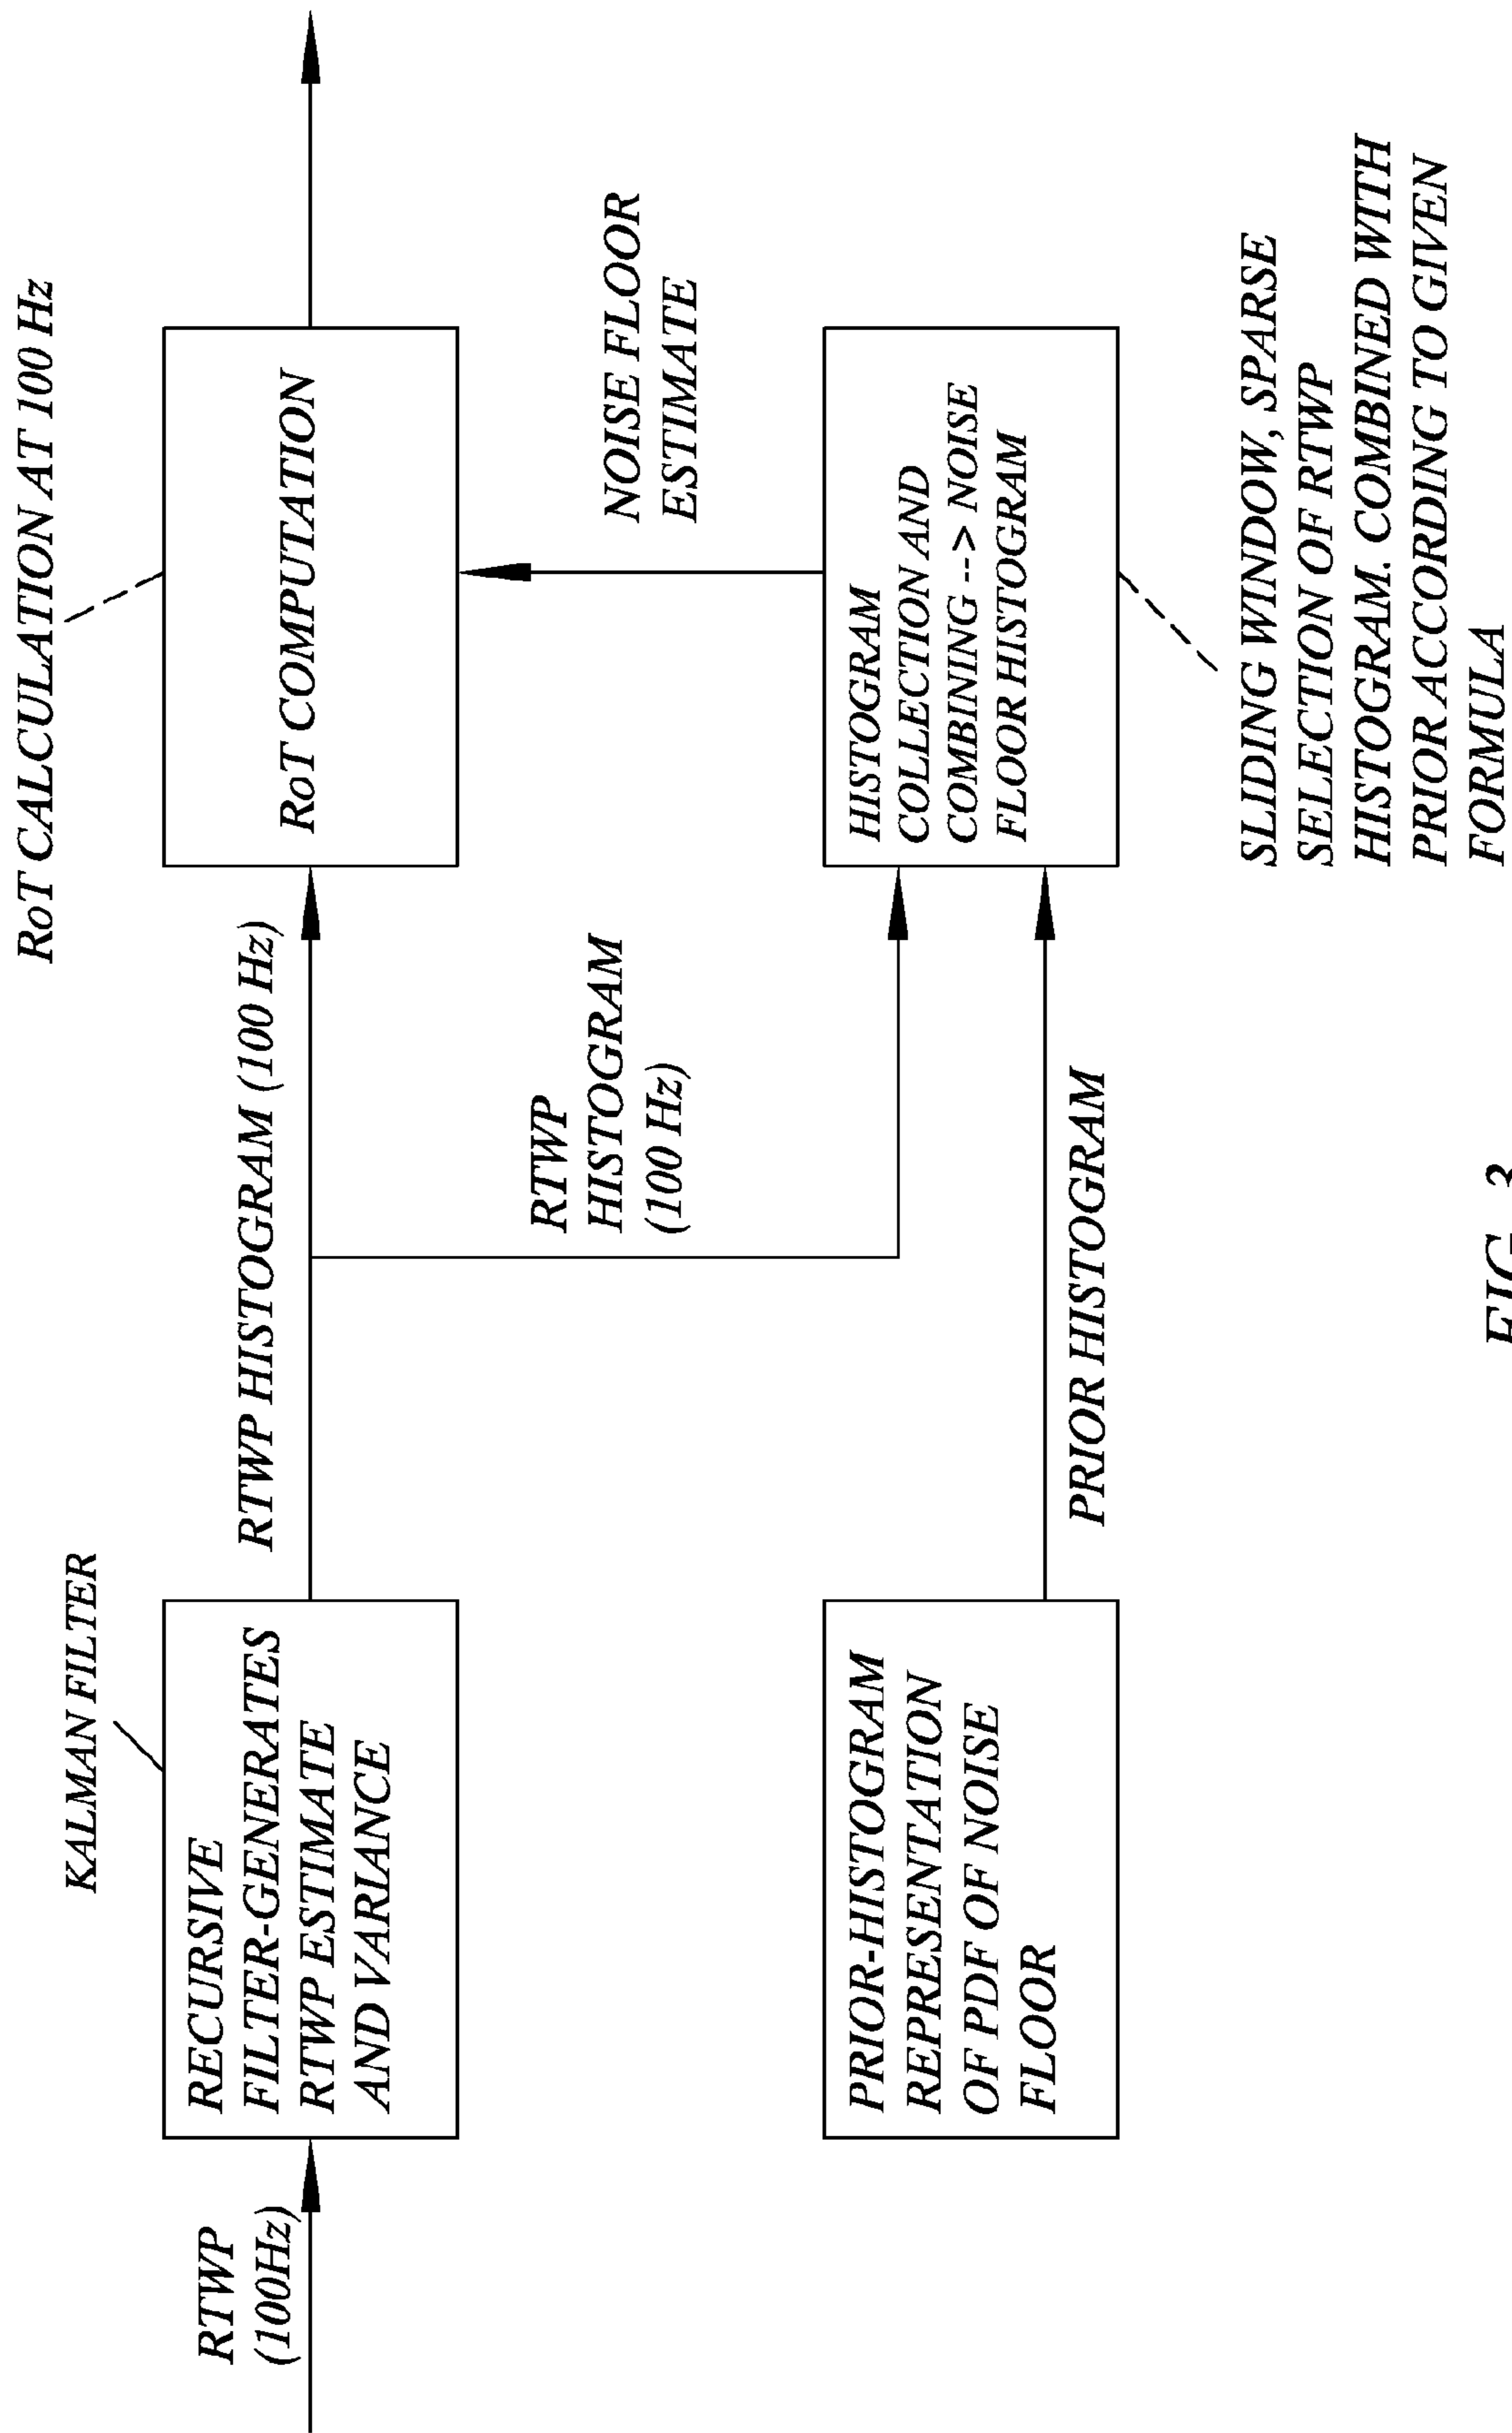 RTWP
(100Hz)
KALMAN FILTER
RECURSIVE
FILTER-GENERATES
RTWP ESTIMATE
AND VARIANCE
RTWP HISTOGRAM (100 Hz)
RoT CALCULATION AT 100 Hz
RoT COMPUTATION
RTWP
HISTOGRAM
(100 Hz)
NOISE FLOOR
ESTIMATE
PRIOR-HISTOGRAM
REPRESENTATION
OF PDF OF NOISE
FLOOR
PRIOR HISTOGRAM
HISTOGRAM
COLLECTION AND
COMBINING --> NOISE
FLOOR HISTOGRAM
SLIDING WINDOW, SPARSE
SELECTION OF RTWP
HISTOGRAM. COMBINED WITH
PRIOR ACCORDING TO GIVEN
FORMULA
FIG. 3